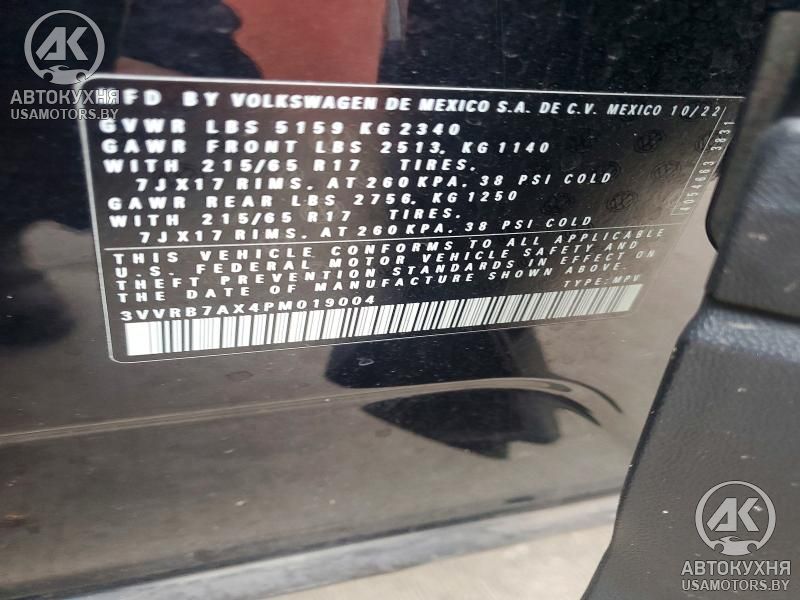 АК
АВТОКУХНЯ
USAMOTORS.BY
MFD BY VOLKSWAGEN DE MEXICO S.A. DE C.V. MEXICO 10/22
GVWR LBS 5159 KG 2340
GAWR FRONT LBS 2513, KG 1140
WITH 215/65 R17 TIRES,
7JX17 RIMS, AT 260 KPA, 38 PSI COLD
GAWR REAR LBS 2756, KG 1250
WITH 215/65 R17 TIRES,
7JX17 RIMS, AT 260 KPA, 38 PSI COLD
THIS VEHICLE CONFORMS TO ALL APPLICABLE
U.S. FEDERAL MOTOR VEHICLE SAFETY AND
THEFT PREVENTION STANDARDS IN EFFECT ON
THE DATE OF MANUFACTURE SHOWN ABOVE.
TYPE: MPV
3VVRB7AX4PM019004
3831
АК
АВТОКУХНЯ
USAMOTORS.BY